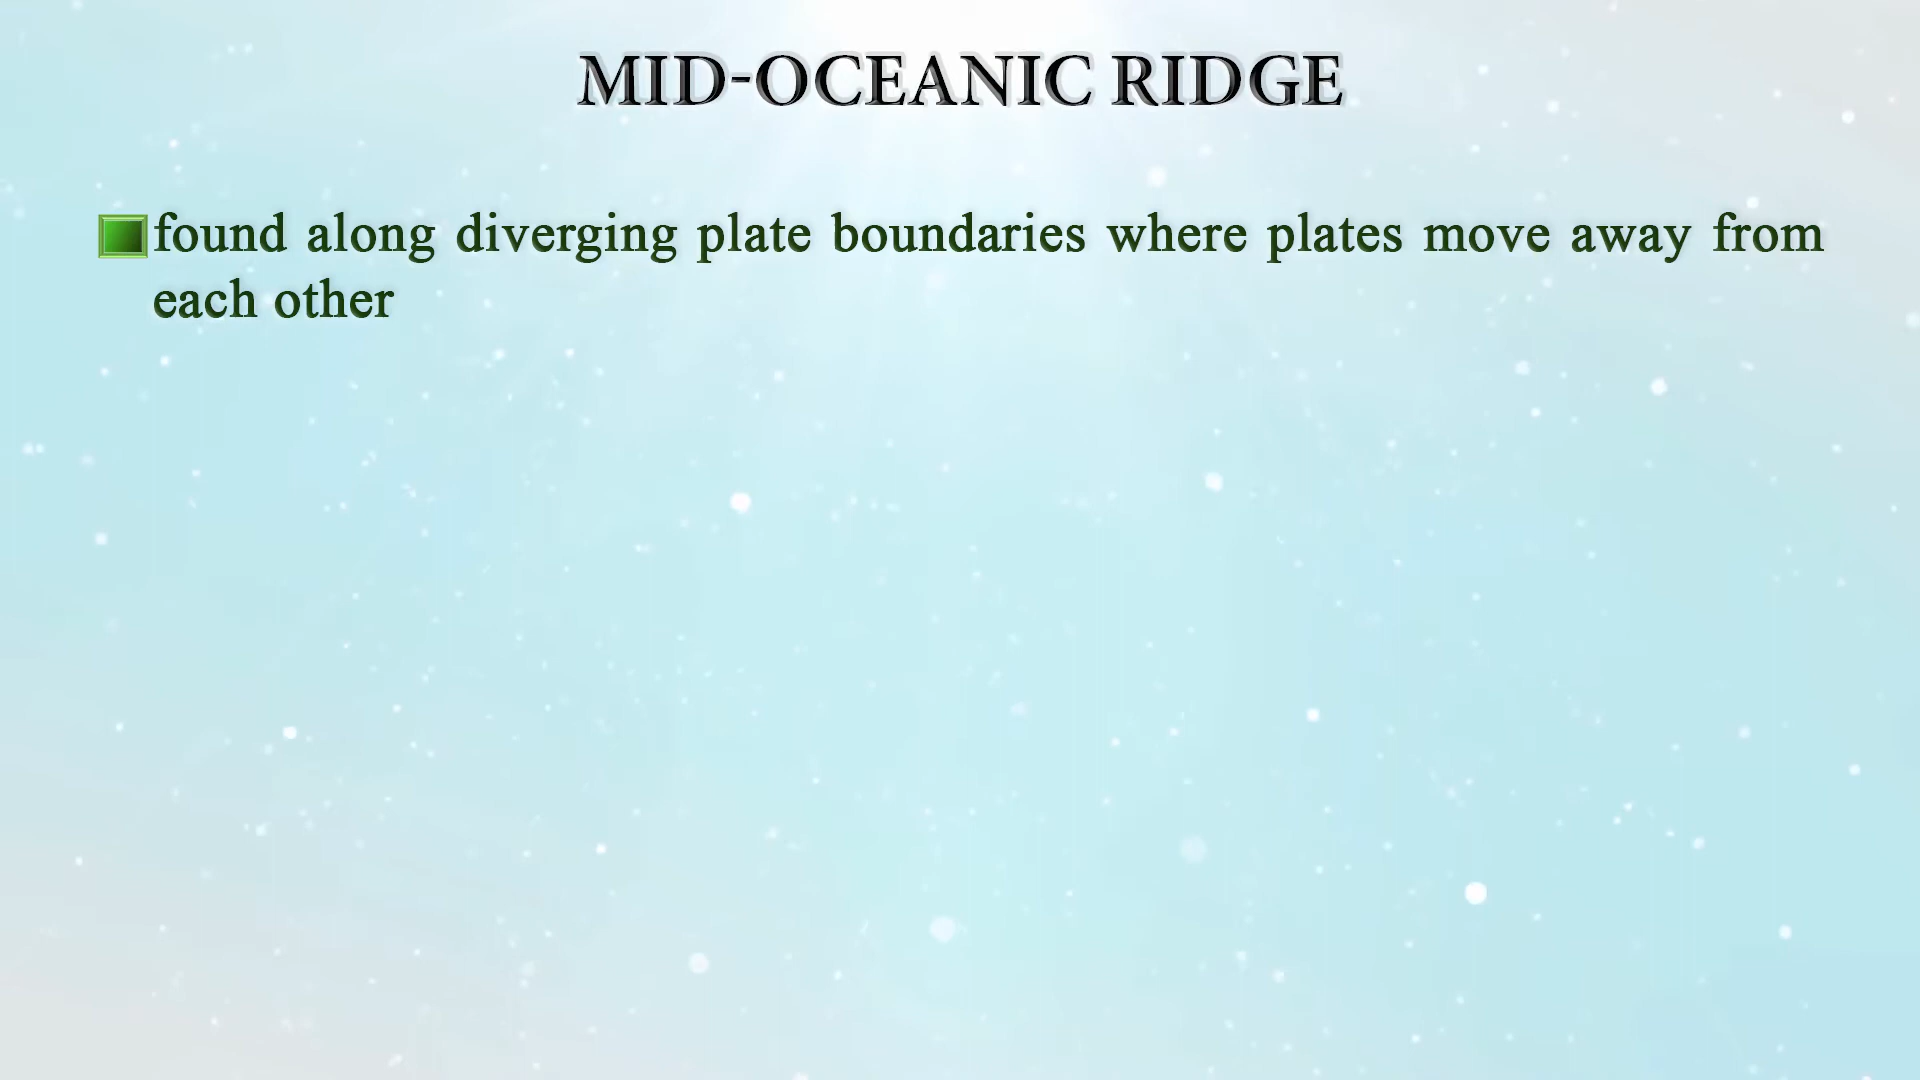 MID-OCEANIC RIDGE
found along diverging plate boundaries where plates move away from
each other